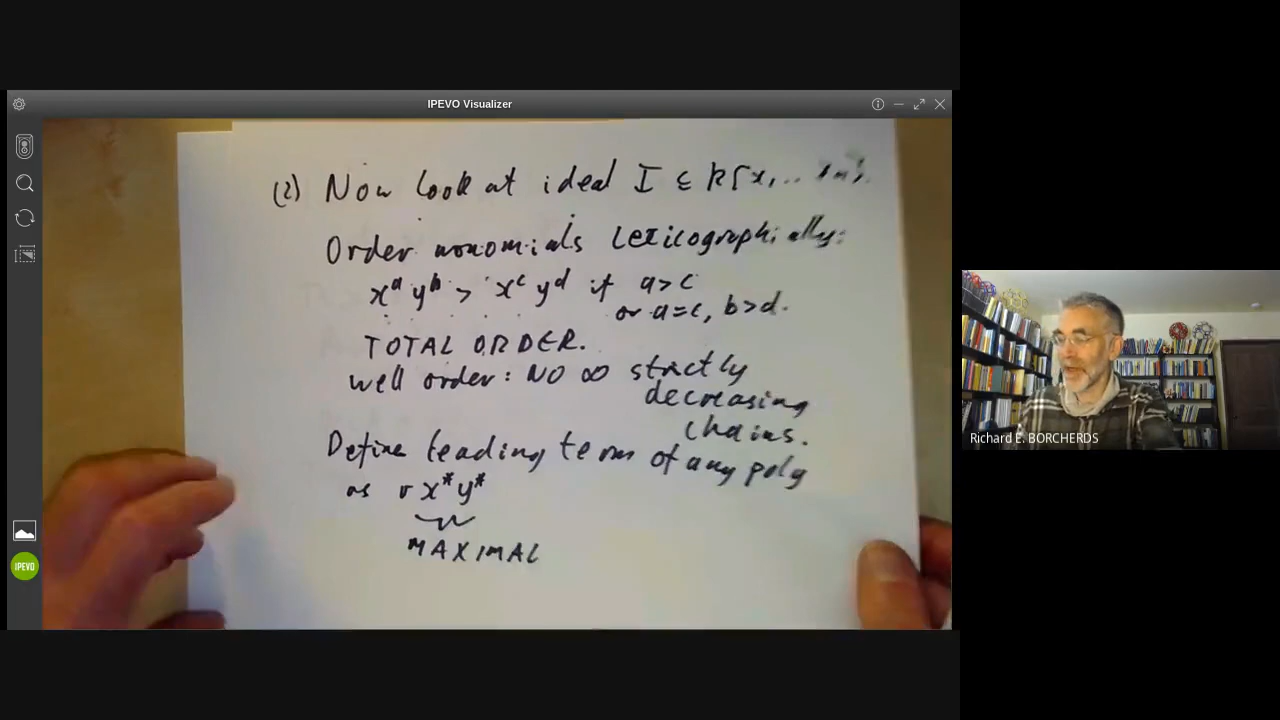 IPEVO Visualizer
(2) Now look at ideal I ⊆ k[x,...xn].
Order monomials lexicographically:
x^a y^b > x^c y^d if a>c
or a=c, b>d.
TOTAL ORDER.
well order: NO ∞ strictly
decreasing
chains.
Define leading term of any poly
as r x^* y^*
MAXIMAL
IPEVO
Richard E. BORCHERDS